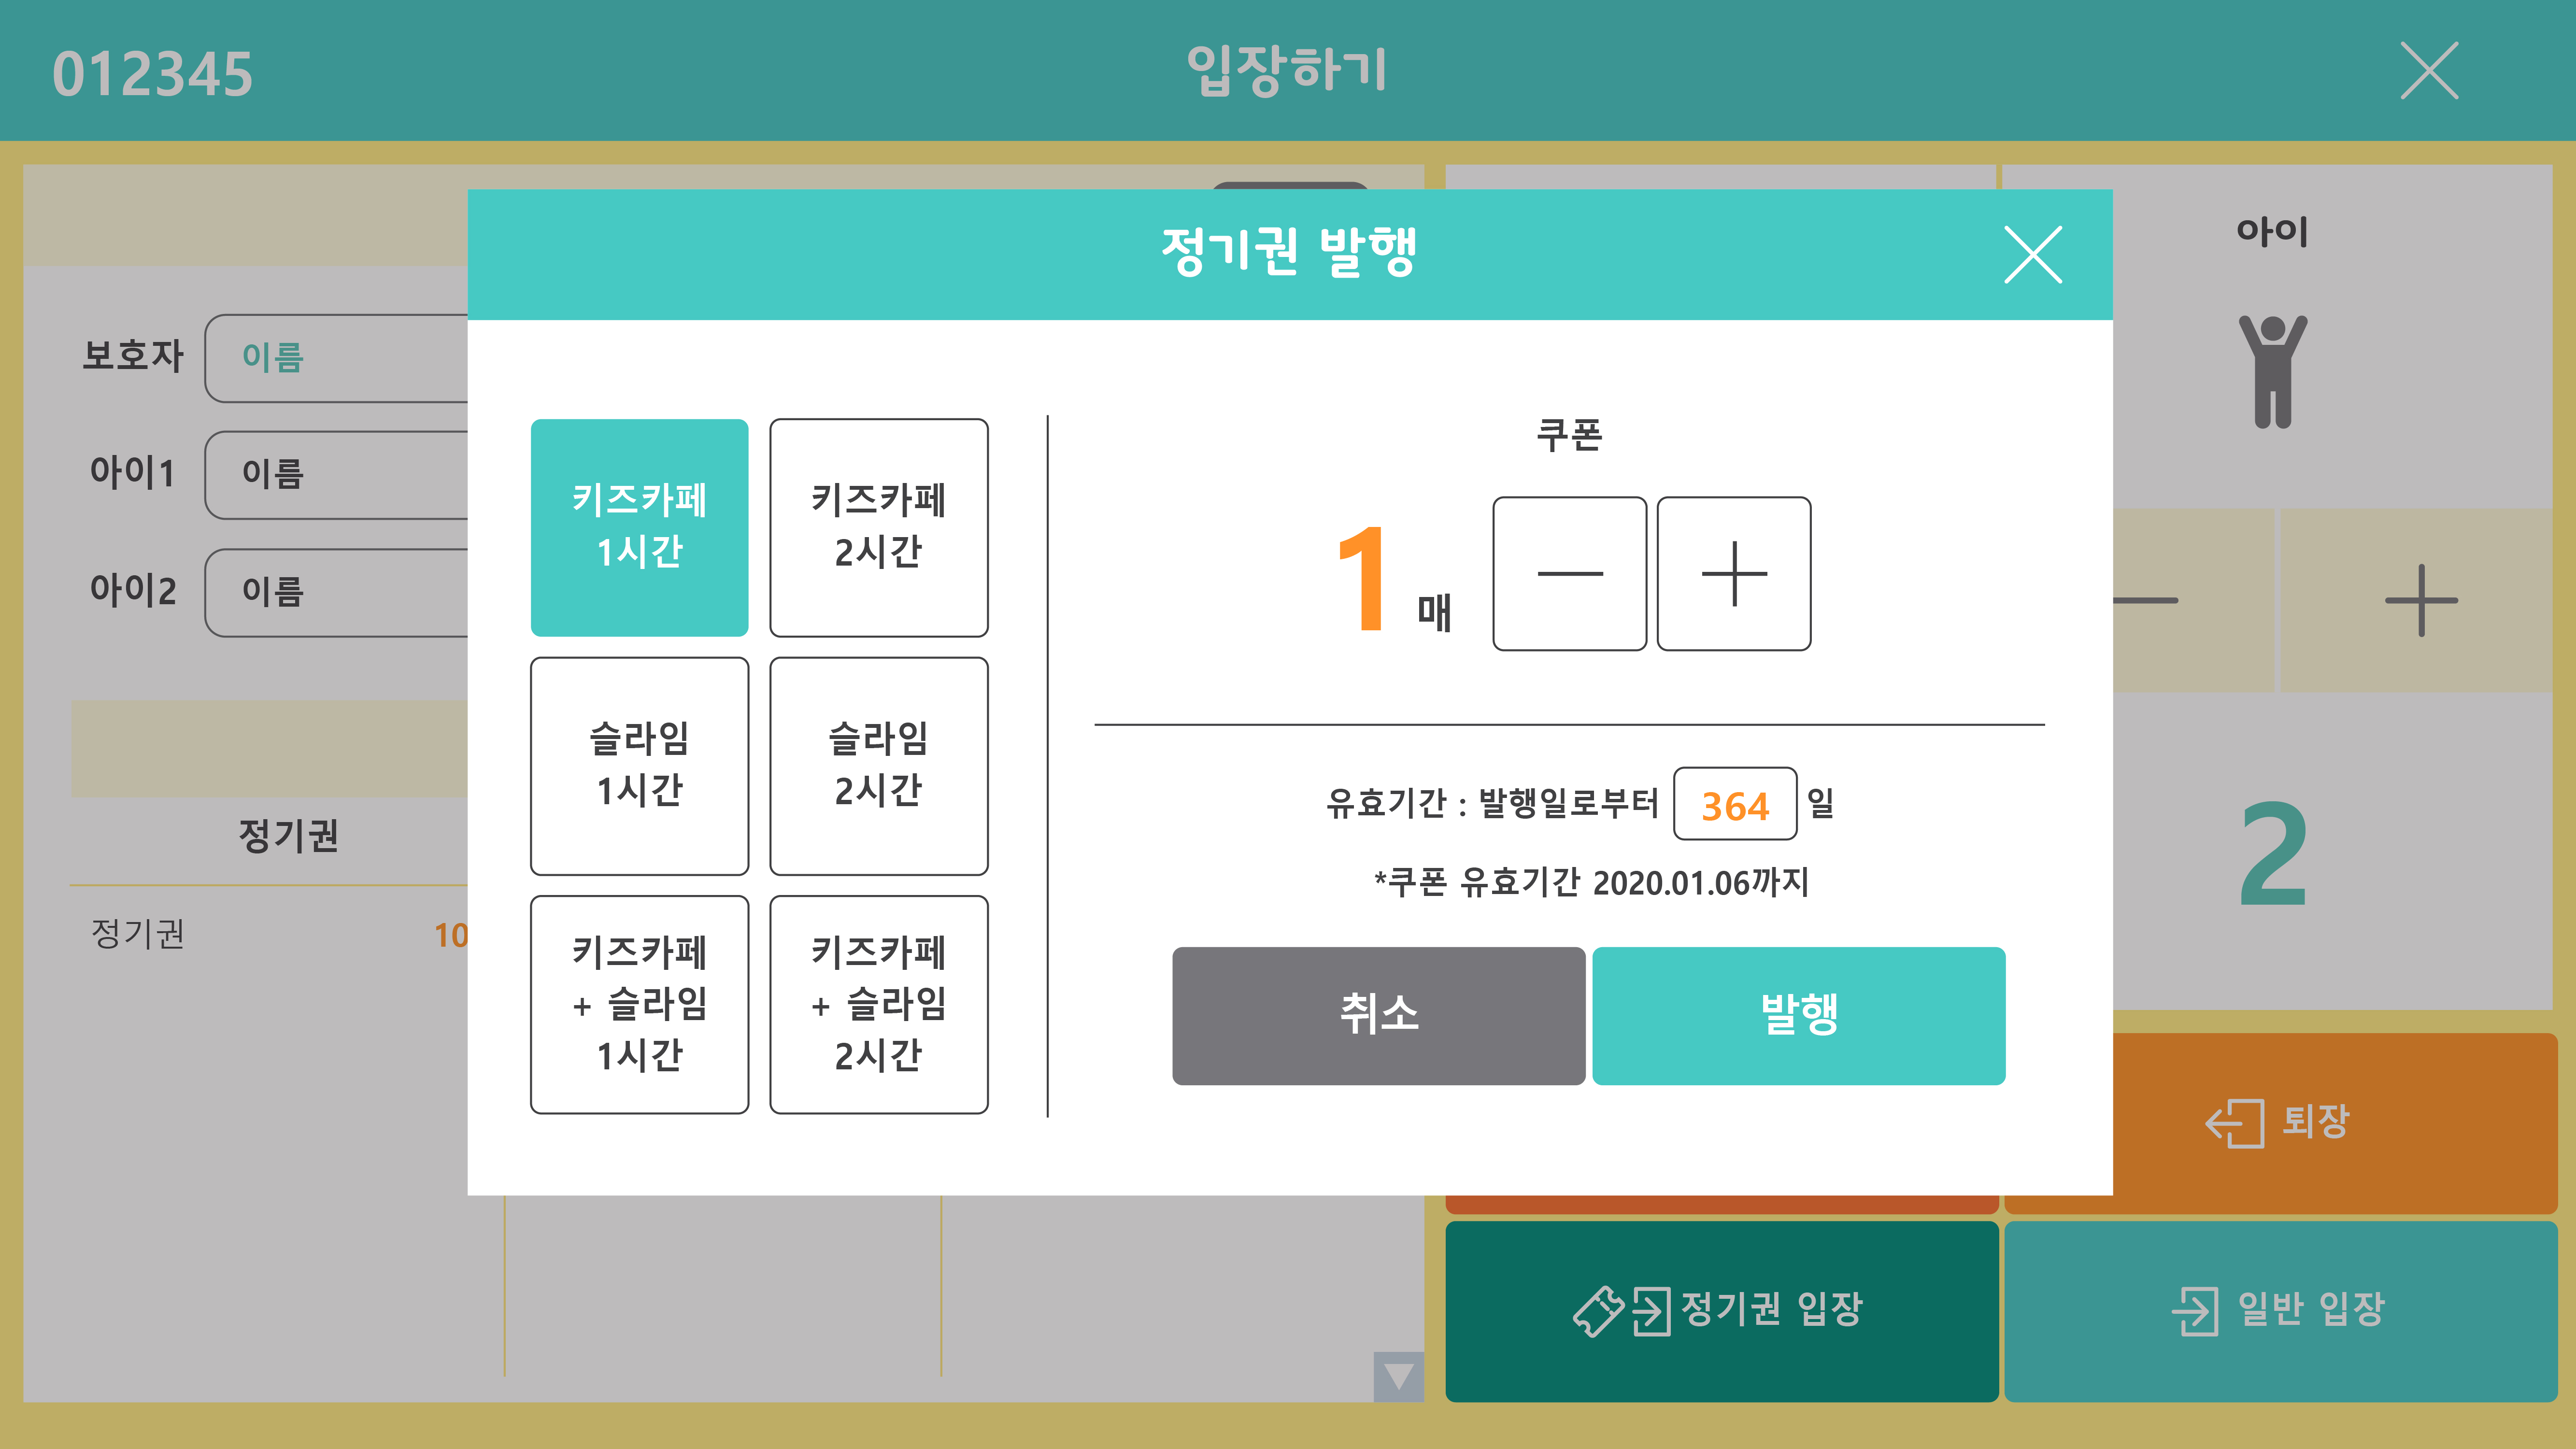 012345
입장하기
정기권 발행
아이
보호자
이름
아이1
이름
아이2
이름
정기권
정기권
10
키즈카페
1시간
키즈카페
2시간
슬라임
1시간
슬라임
2시간
키즈카페
+ 슬라임
1시간
키즈카페
+ 슬라임
2시간
쿠폰
1 매
유효기간 : 발행일로부터 364 일
*쿠폰 유효기간 2020.01.06까지
취소
발행
2
퇴장
정기권 입장
일반 입장